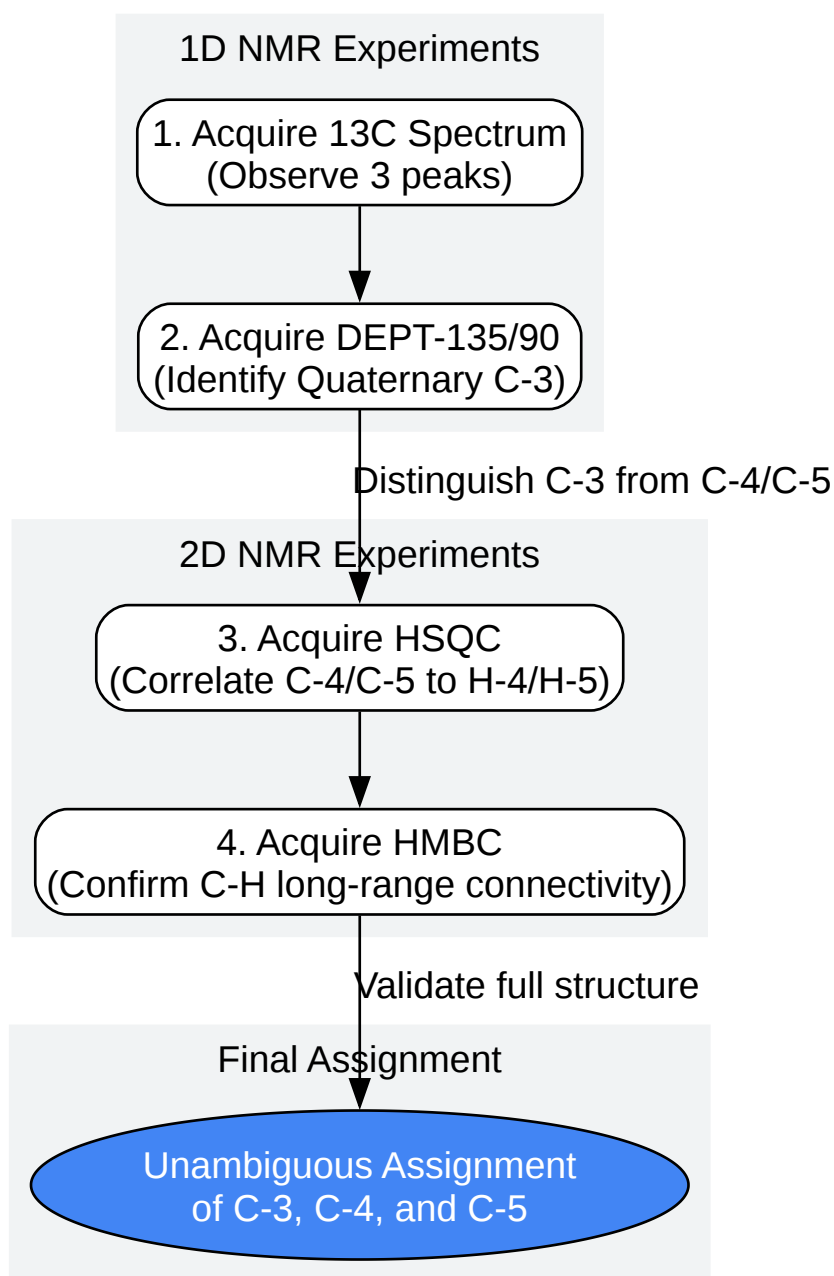 1D NMR Experiments
1. Acquire 13C Spectrum
(Observe 3 peaks)
2. Acquire DEPT-135/90
(Identify Quaternary C-3)
Distinguish C-3 from C-4/C-5
2D NMR Experiments
3. Acquire HSQC
(Correlate C-4/C-5 to H-4/H-5)
4. Acquire HMBC
(Confirm C-H long-range connectivity)
Validate full structure
Final Assignment
Unambiguous Assignment
of C-3, C-4, and C-5